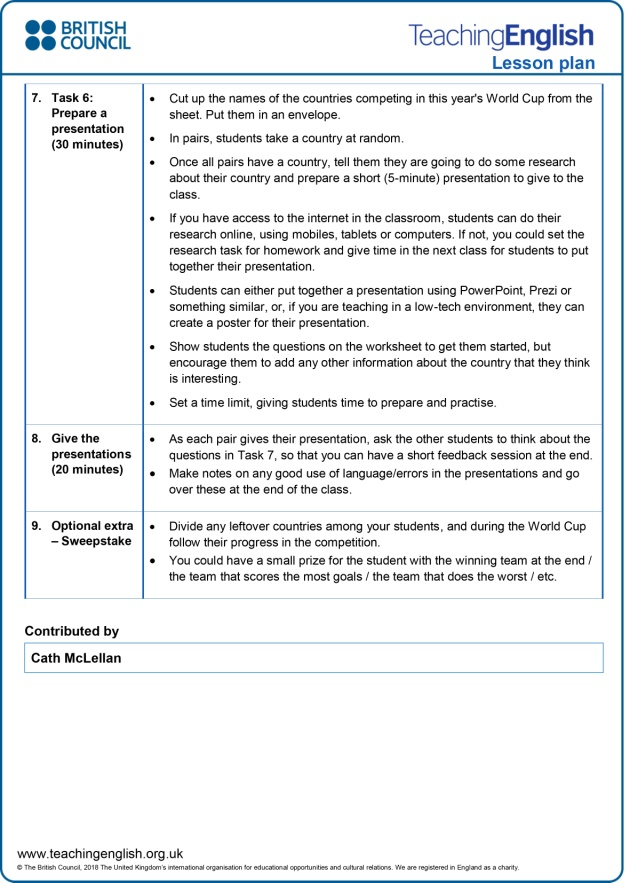 BRITISH
COUNCIL
TeachingEnglish
Lesson plan
7. Task 6:
Prepare a
presentation
(30 minutes)
• Cut up the names of the countries competing in this year's World Cup from the
sheet. Put them in an envelope.
• In pairs, students take a country at random.
• Once all pairs have a country, tell them they are going to do some research
about their country and prepare a short (5-minute) presentation to give to the
class.
• If you have access to the internet in the classroom, students can do their
research online, using mobiles, tablets or computers. If not, you could set the
research task for homework and give time in the next class for students to put
together their presentation.
• Students can either put together a presentation using PowerPoint, Prezi or
something similar, or, if you are teaching in a low-tech environment, they can
create a poster for their presentation.
• Show students the questions on the worksheet to get them started, but
encourage them to add any other information about the country that they think
is interesting.
• Set a time limit, giving students time to prepare and practise.
8. Give the
presentations
(20 minutes)
• As each pair gives their presentation, ask the other students to think about the
questions in Task 7, so that you can have a short feedback session at the end.
• Make notes on any good use of language/errors in the presentations and go
over these at the end of the class.
9. Optional extra
– Sweepstake
• Divide any leftover countries among your students, and during the World Cup
follow their progress in the competition.
• You could have a small prize for the student with the winning team at the end /
the team that scores the most goals / the team that does the worst / etc.
Contributed by
Cath McLellan
www.teachingenglish.org.uk
© The British Council, 2018 The United Kingdom's international organisation for educational opportunities and cultural relations. We are registered in England as a charity.